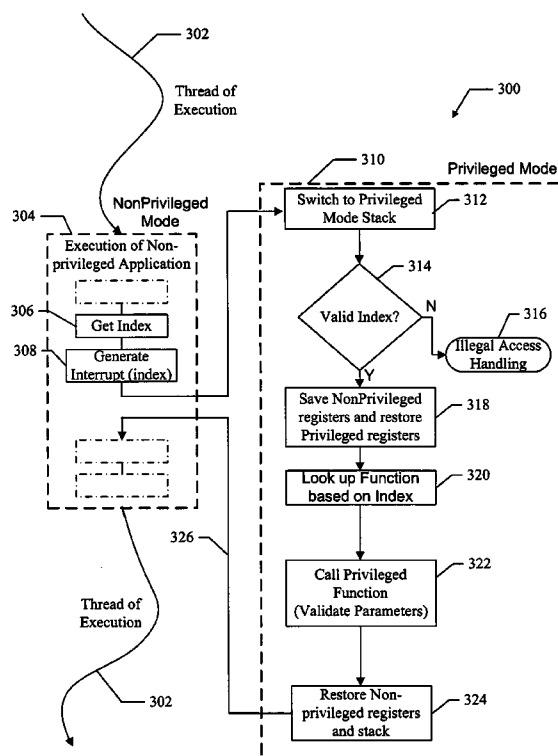 302
Thread of
Execution
300
310
Privileged Mode
NonPrivileged
Mode
304
Switch to Privileged
Mode Stack
312
Execution of Non-
privileged Application
314
306
Get Index
Valid Index?
N
316
308
Generate
Interrupt (index)
Illegal Access
Handling
Y
Save NonPrivileged
registers and restore
Privileged registers
318
Look up Function
based on Index
320
326
322
Call Privileged
Function
(Validate Parameters)
Thread of
Execution
302
Restore Non-
privileged registers
and stack
324